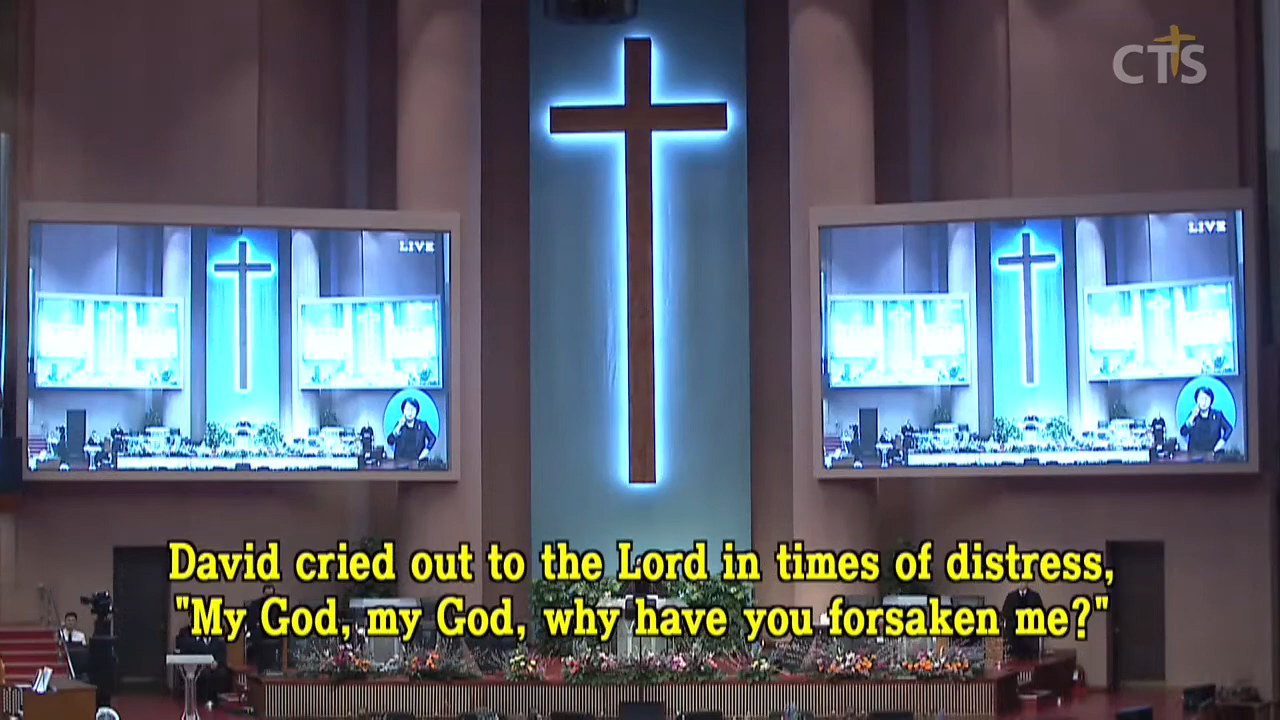 CTS
LIVE
LIVE
David cried out to the Lord in times of distress,
"My God, my God, why have you forsaken me?"